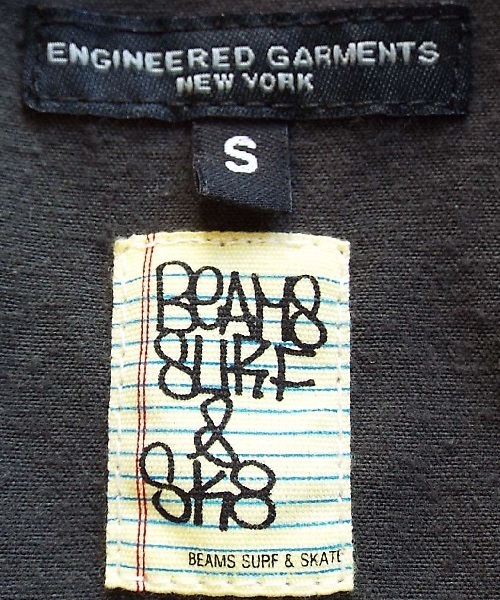 ENGINEERED GARMENTS
NEW YORK
S
BEAMS
SURF
&
SK8
BEAMS SURF & SKATE